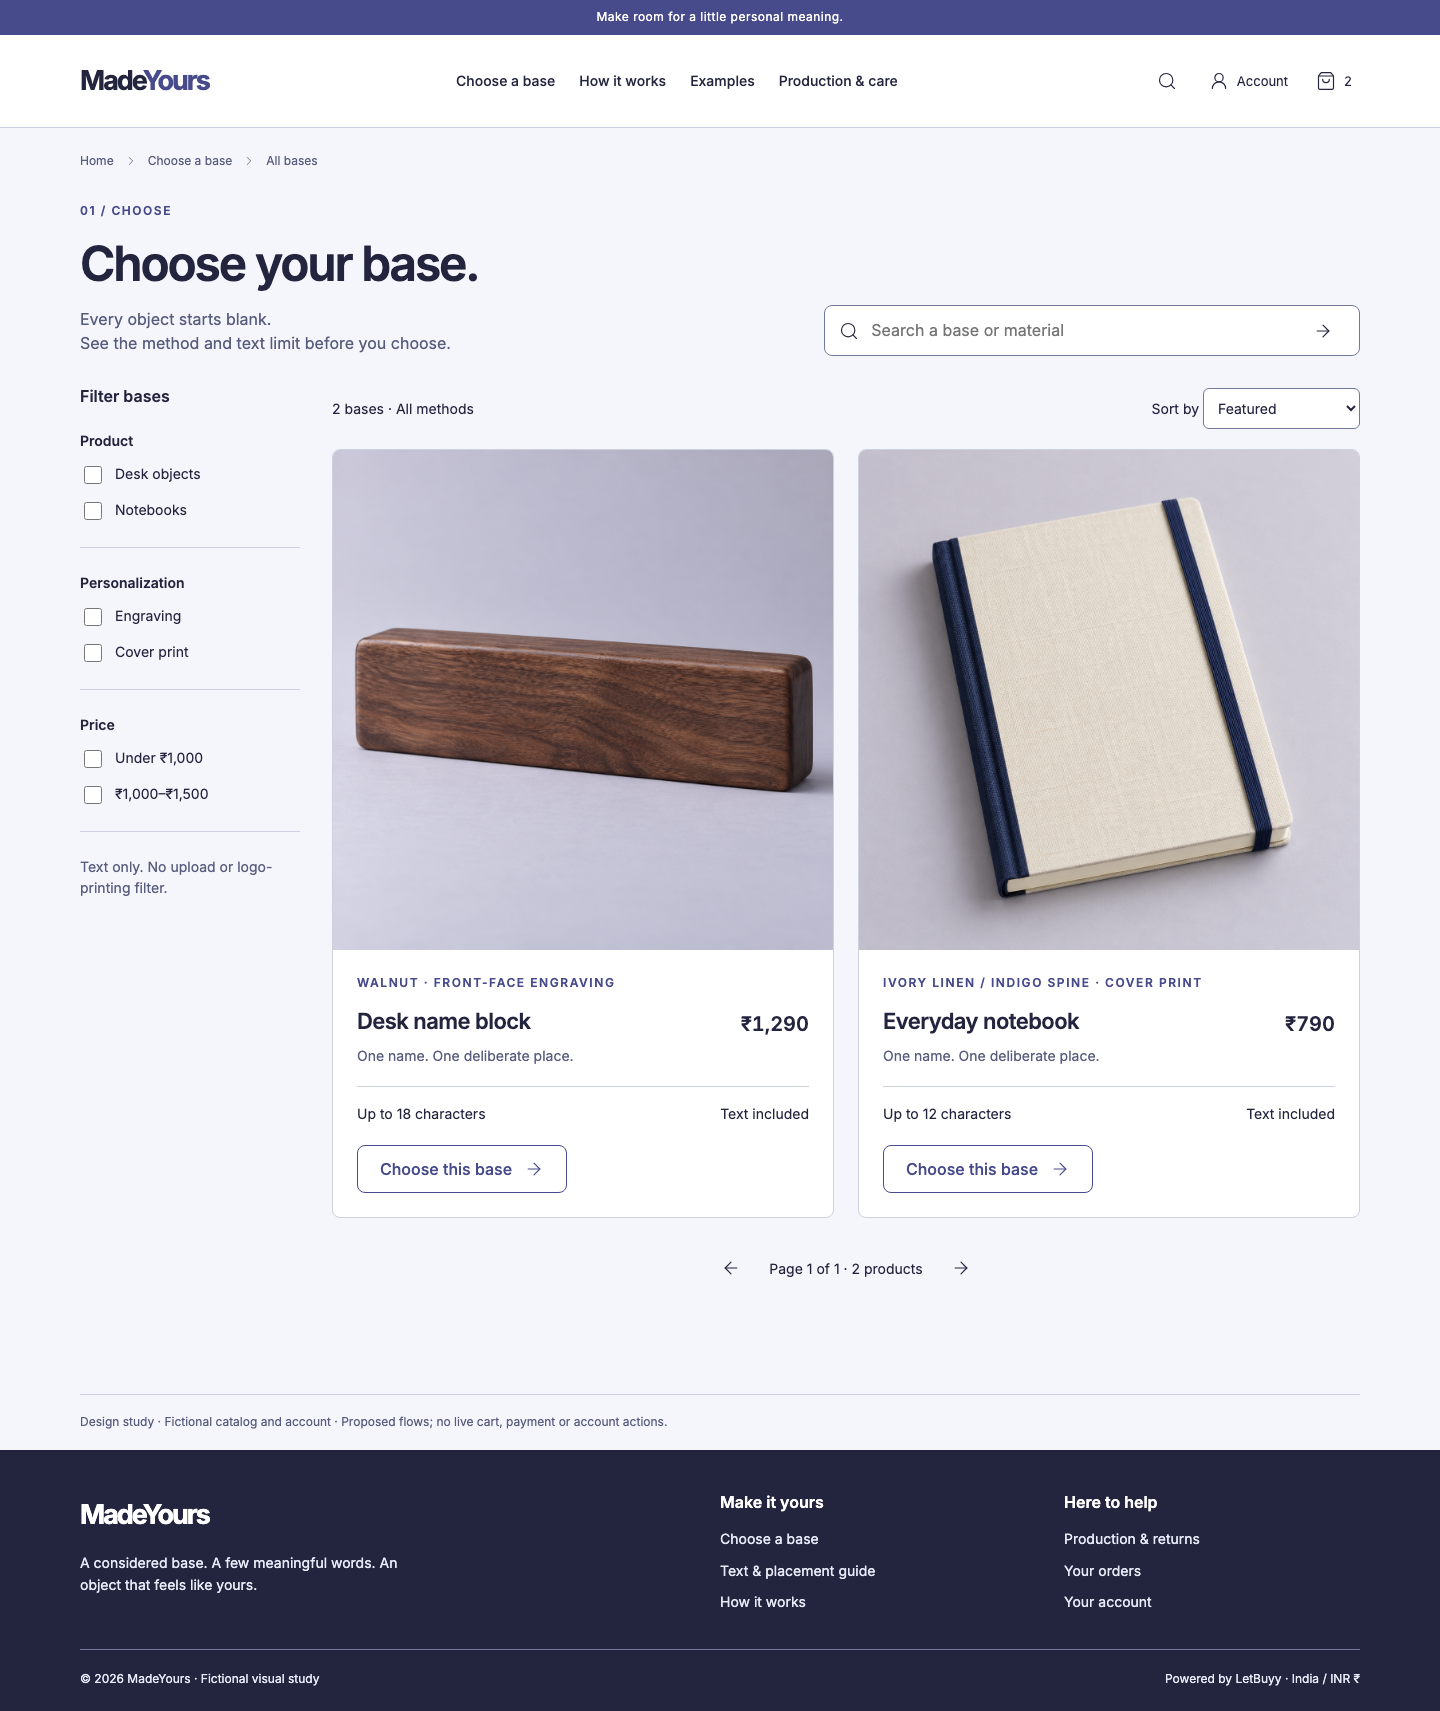 Make room for a little personal meaning.
MadeYours
Choose a base
How it works
Examples
Production & care
Account
2
Home
Choose a base
All bases
01 / CHOOSE
Choose your base.
Every object starts blank.
See the method and text limit before you choose.
Search a base or material
Filter bases
Product
Desk objects
Notebooks
Personalization
Engraving
Cover print
Price
Under ₹1,000
₹1,000–₹1,500
Text only. No upload or logo-
printing filter.
2 bases · All methods
Sort by
Featured
WALNUT · FRONT-FACE ENGRAVING
Desk name block
₹1,290
One name. One deliberate place.
Up to 18 characters
Text included
Choose this base
IVORY LINEN / INDIGO SPINE · COVER PRINT
Everyday notebook
₹790
One name. One deliberate place.
Up to 12 characters
Text included
Choose this base
Page 1 of 1 · 2 products
Design study · Fictional catalog and account · Proposed flows; no live cart, payment or account actions.
MadeYours
A considered base. A few meaningful words. An
object that feels like yours.
Make it yours
Choose a base
Text & placement guide
How it works
Here to help
Production & returns
Your orders
Your account
© 2026 MadeYours · Fictional visual study
Powered by LetBuyy · India / INR ₹